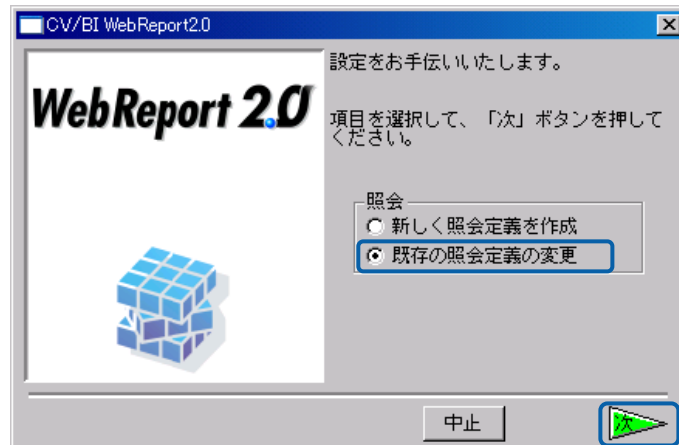 CV/BI WebReport2.0
WebReport 2.0
設定をお手伝いいたします。
項目を選択して、「次」ボタンを押して
ください。
照会
新しく照会定義を作成
既存の照会定義の変更
中止
次